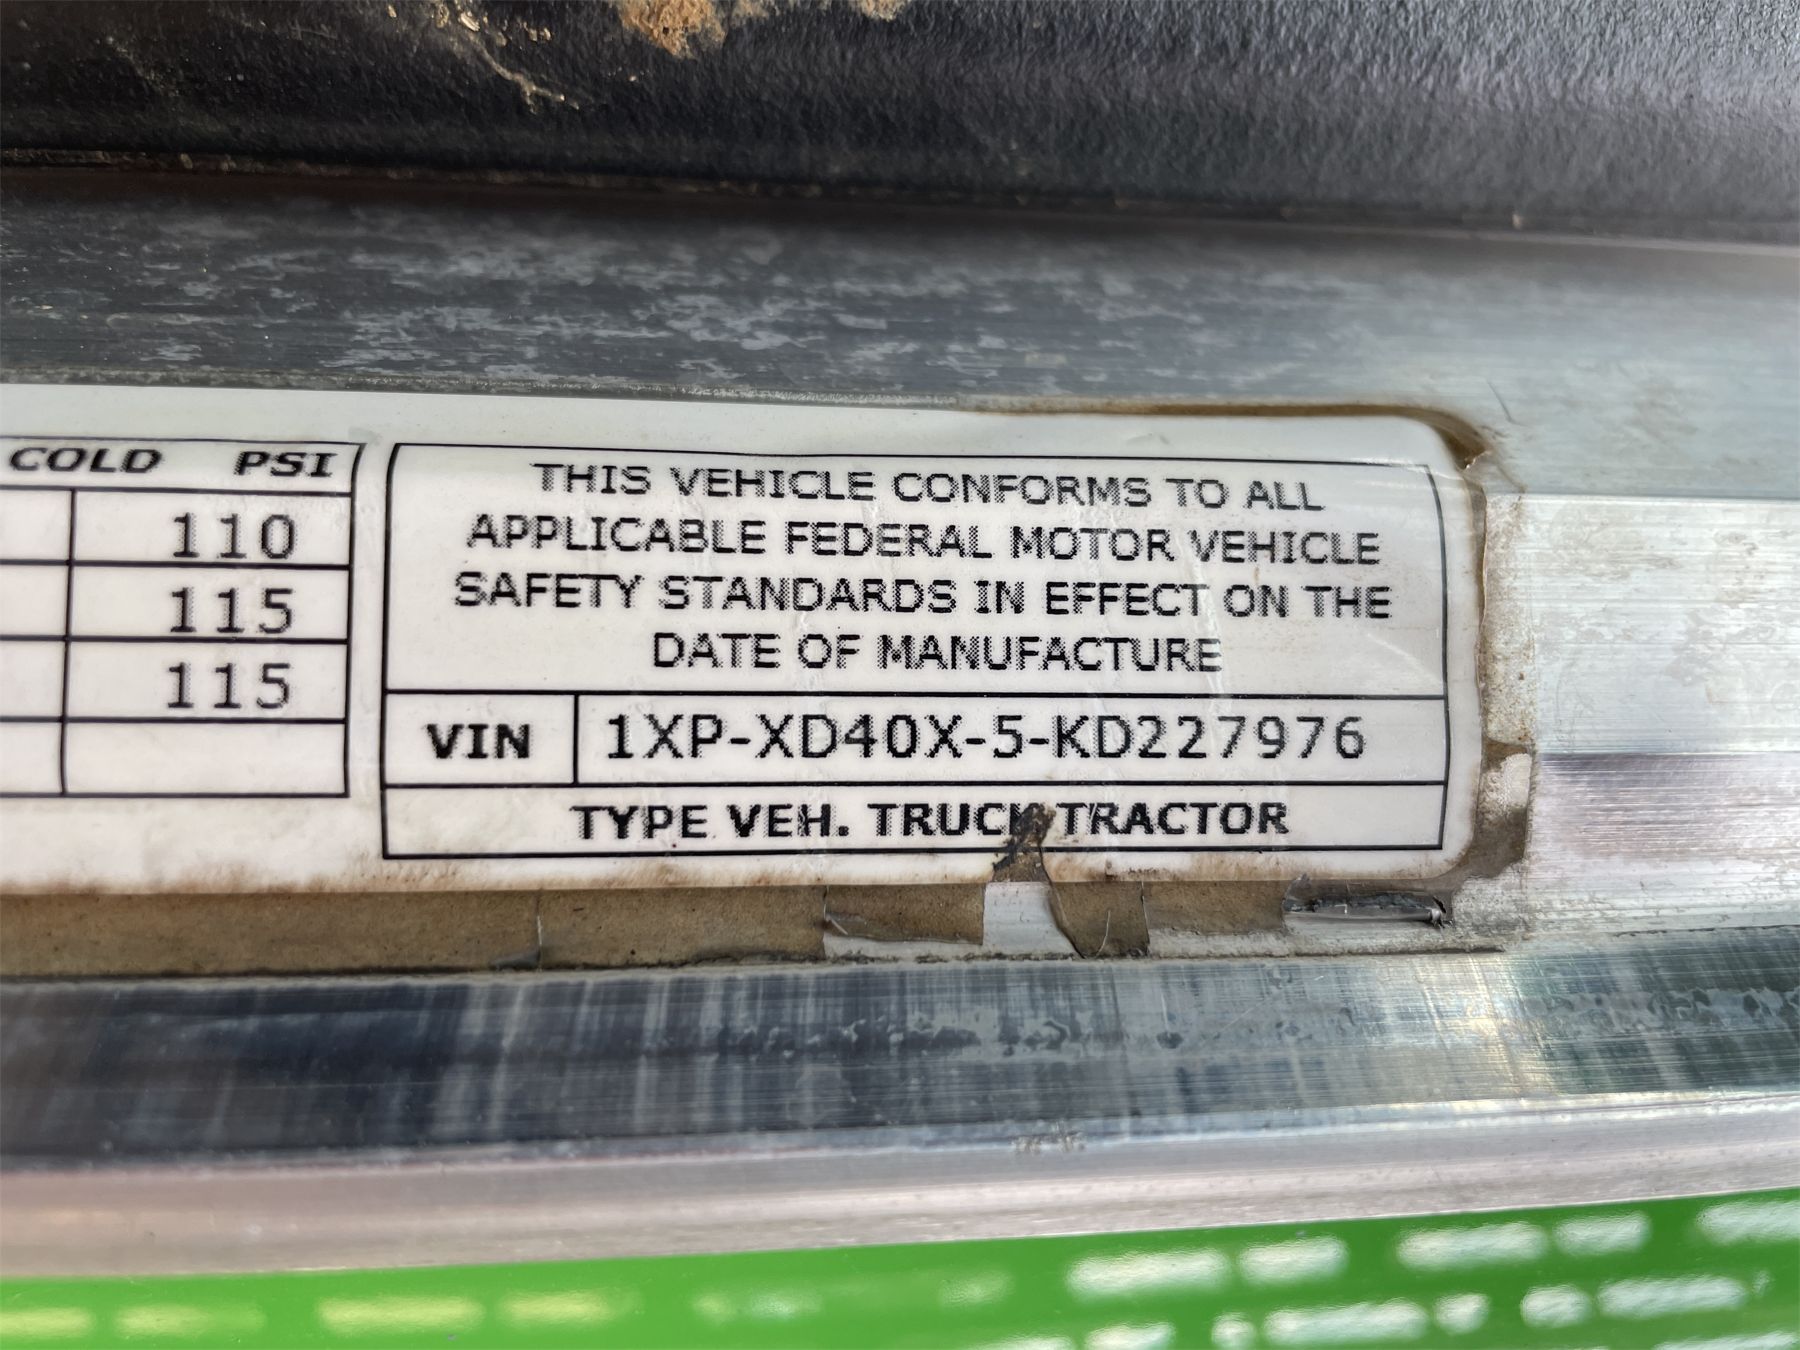 COLD PSI
110
115
115
THIS VEHICLE CONFORMS TO ALL
APPLICABLE FEDERAL MOTOR VEHICLE
SAFETY STANDARDS IN EFFECT ON THE
DATE OF MANUFACTURE
VIN 1XP-XD40X-5-KD227976
TYPE VEH. TRUCK TRACTOR